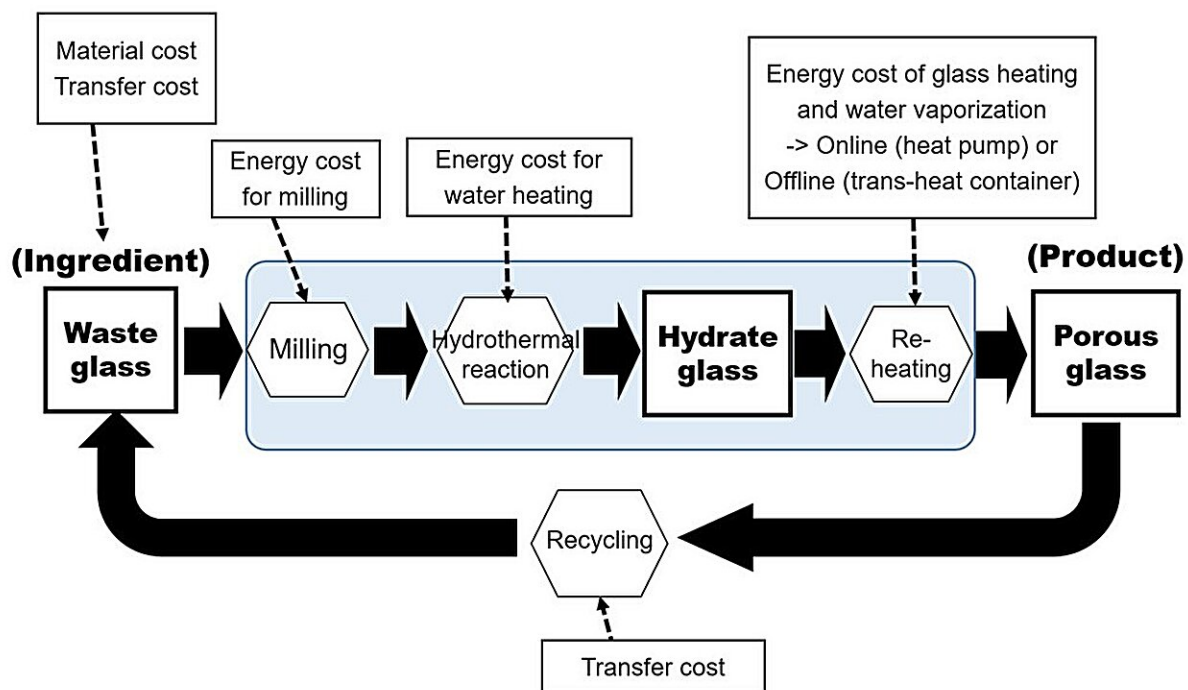 Material cost
Transfer cost
Energy cost
for milling
Energy cost for
water heating
Energy cost of glass heating
and water vaporization
-> Online (heat pump) or
Offline (trans-heat container)
(Ingredient)
(Product)
Waste
glass
Milling
Hydrothermal
reaction
Hydrate
glass
Re-
heating
Porous
glass
Recycling
Transfer cost